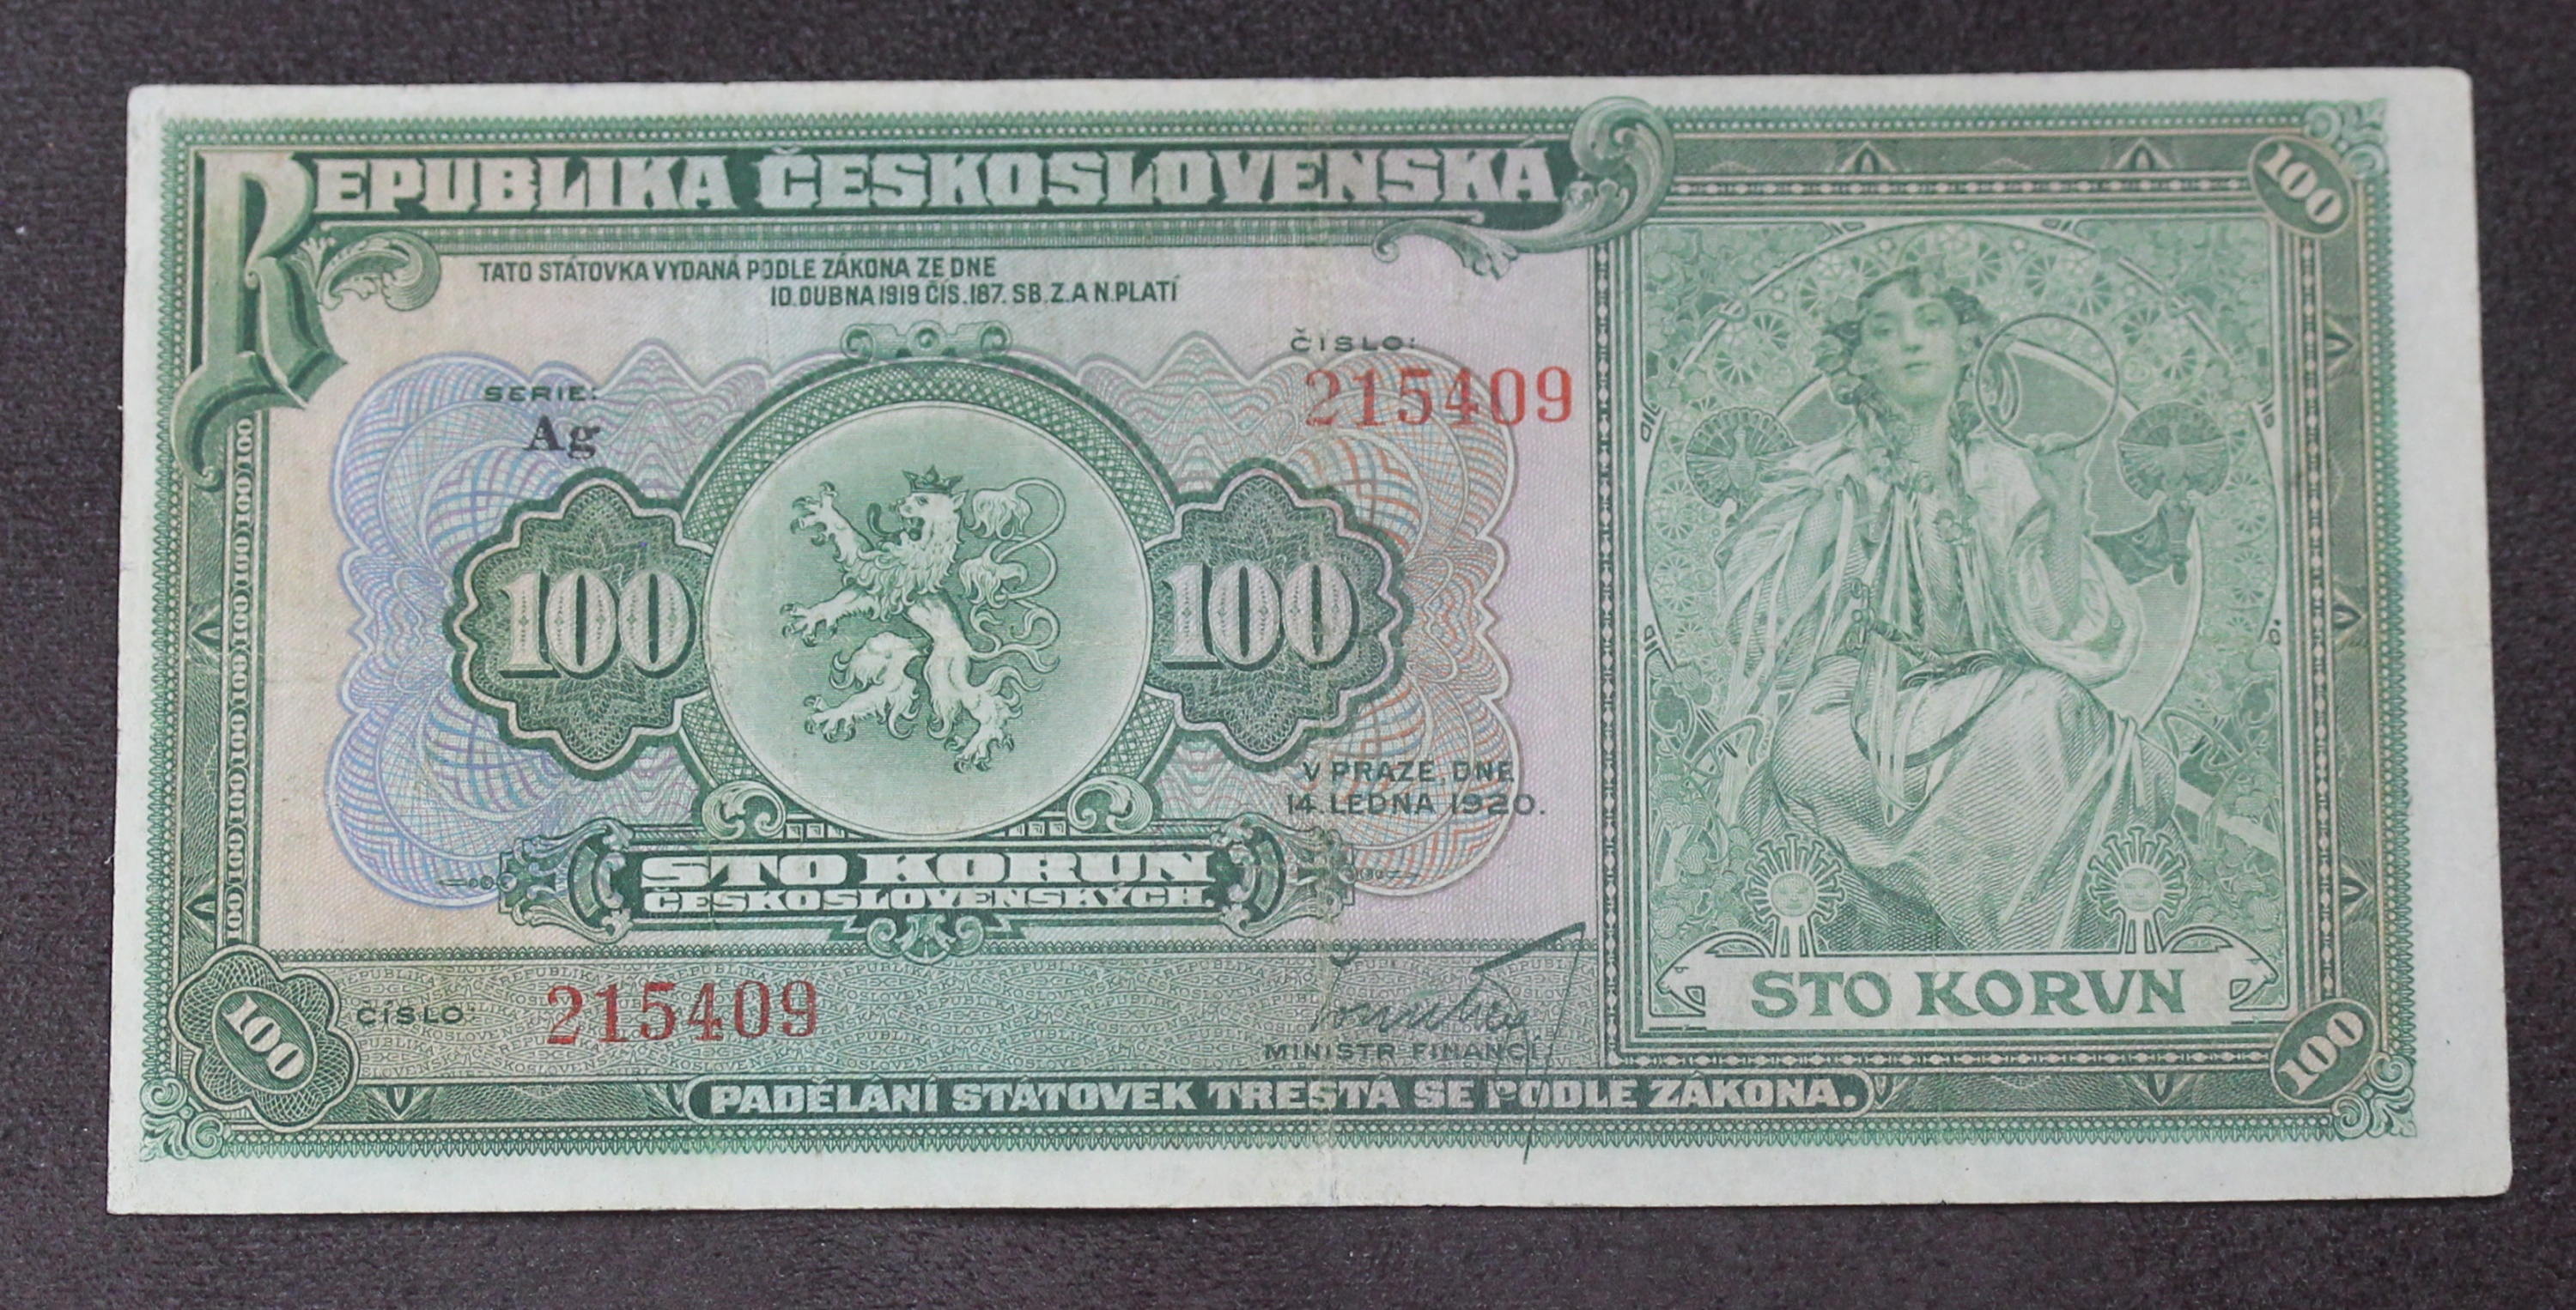 REPUBLIKA ČESKOSLOVENSKÁ
100
TATO STÁTOVKA VYDANÁ PODLE ZÁKONA ZE DNE
10. DUBNA 1919 ČÍS. 187. SB. Z. A N. PLATÍ
SERIE:
Ag
ČÍSLO:
215409
100
100
V PRAZE, DNE
14. LEDNA 1920.
STO KORUN
ČESKOSLOVENSKÝCH.
STO KORVN
100
ČÍSLO:
215409
MINISTR FINANCÍ.
100
PADĚLÁNÍ STÁTOVEK TRESTÁ SE PODLE ZÁKONA.